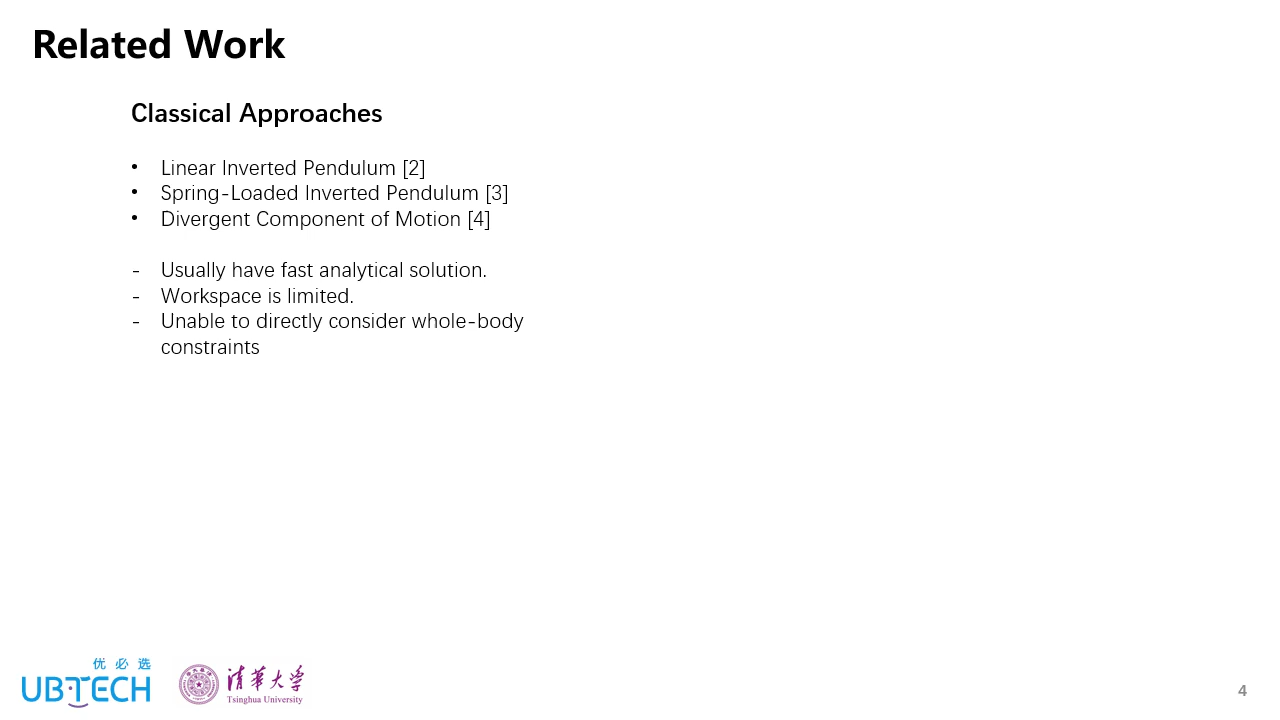 Related Work
Classical Approaches
• Linear Inverted Pendulum [2]
• Spring-Loaded Inverted Pendulum [3]
• Divergent Component of Motion [4]
- Usually have fast analytical solution.
- Workspace is limited.
- Unable to directly consider whole-body
constraints
优必选
UBTECH
清华大学
Tsinghua University
4